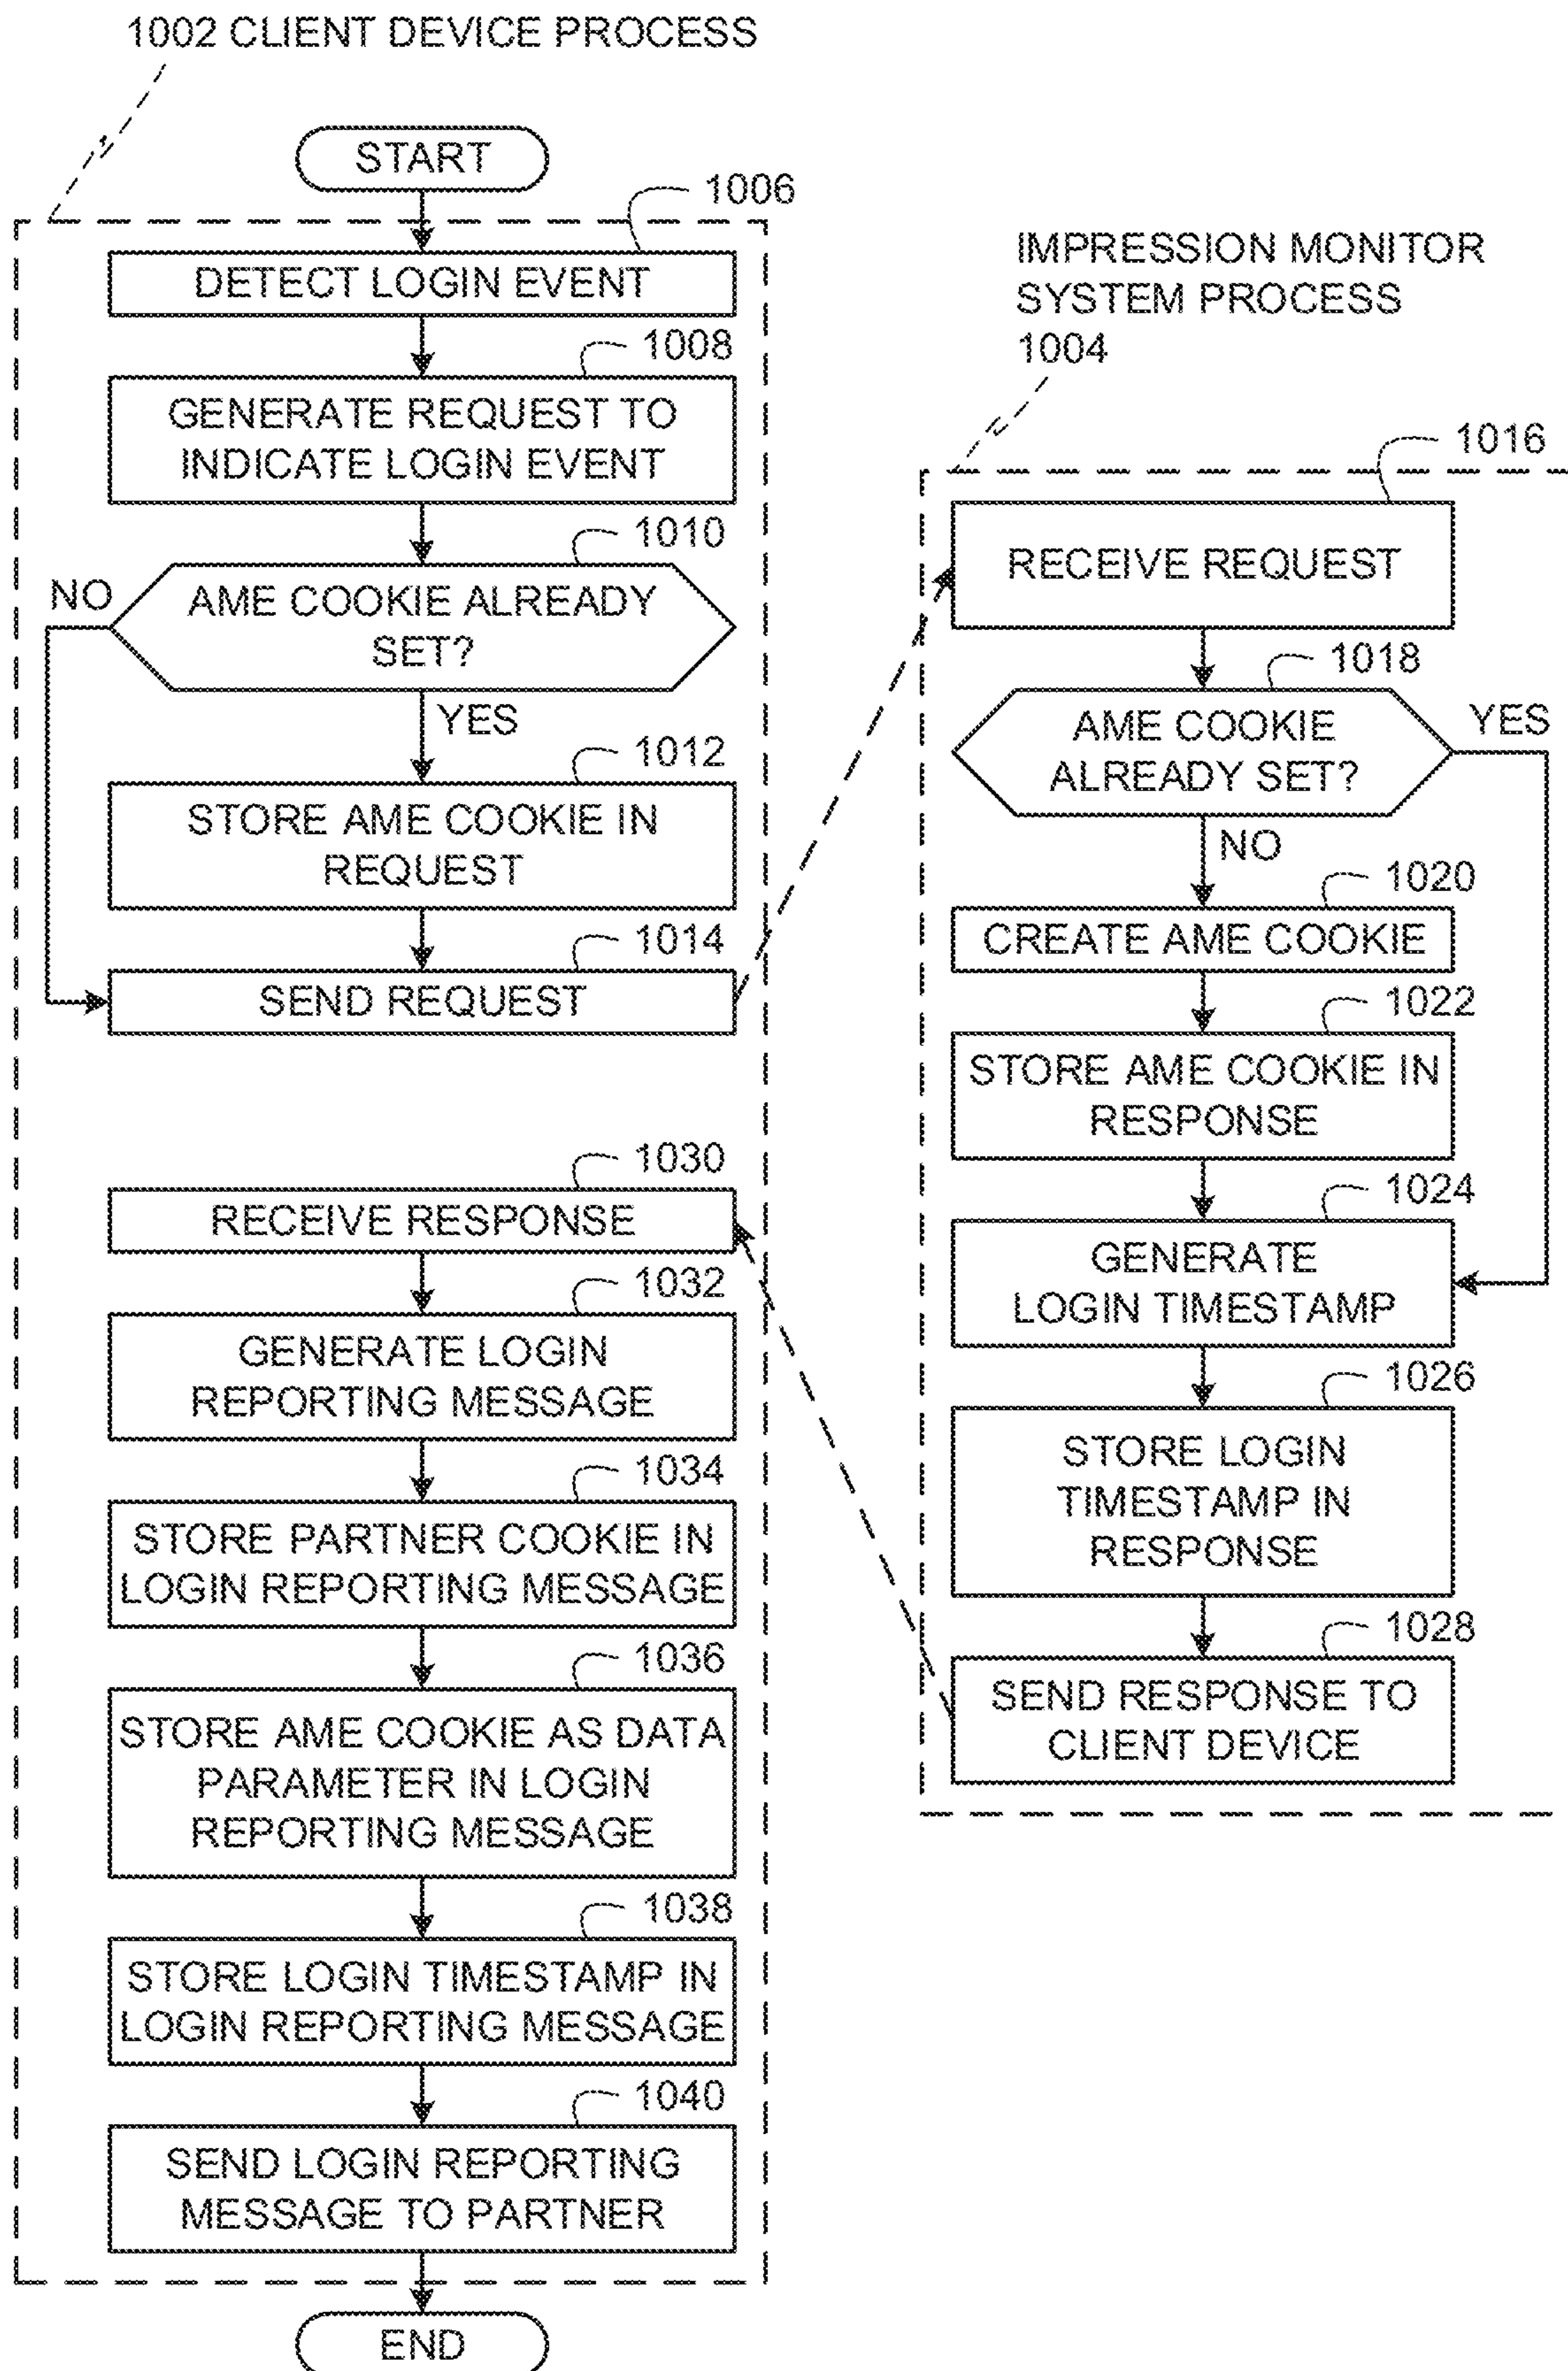 1002 CLIENT DEVICE PROCESS
START
1006
DETECT LOGIN EVENT
1008
GENERATE REQUEST TO
INDICATE LOGIN EVENT
1010
NO
AME COOKIE ALREADY
SET?
YES
1012
STORE AME COOKIE IN
REQUEST
1014
SEND REQUEST
1030
RECEIVE RESPONSE
1032
GENERATE LOGIN
REPORTING MESSAGE
1034
STORE PARTNER COOKIE IN
LOGIN REPORTING MESSAGE
1036
STORE AME COOKIE AS DATA
PARAMETER IN LOGIN
REPORTING MESSAGE
1038
STORE LOGIN TIMESTAMP IN
LOGIN REPORTING MESSAGE
1040
SEND LOGIN REPORTING
MESSAGE TO PARTNER
END
IMPRESSION MONITOR
SYSTEM PROCESS
1004
1016
RECEIVE REQUEST
1018
AME COOKIE
ALREADY SET?
YES
NO
1020
CREATE AME COOKIE
1022
STORE AME COOKIE IN
RESPONSE
1024
GENERATE
LOGIN TIMESTAMP
1026
STORE LOGIN
TIMESTAMP IN
RESPONSE
1028
SEND RESPONSE TO
CLIENT DEVICE